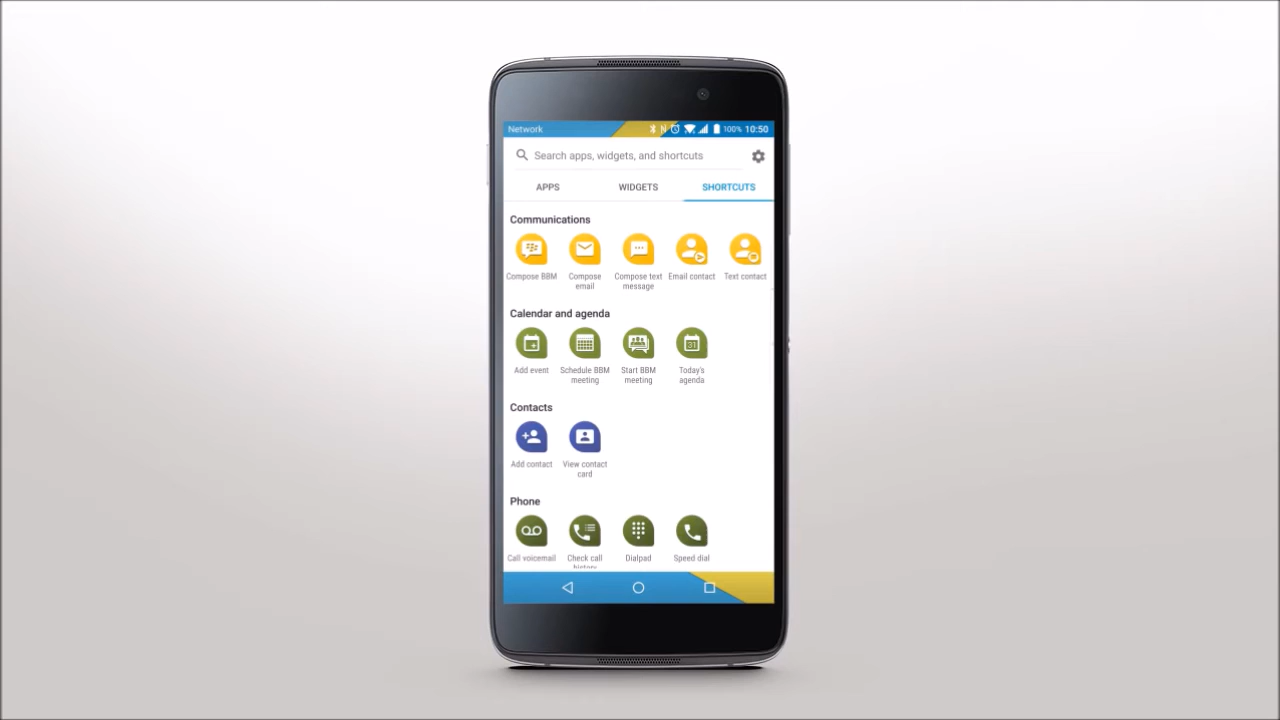 Network 100% 10:50
Search apps, widgets, and shortcuts
APPS WIDGETS SHORTCUTS
Communications
Compose BBM Compose email Compose text message Email contact Text contact
Calendar and agenda
31
Add event Schedule BBM meeting Start BBM meeting Today's agenda
Contacts
Add contact View contact card
Phone
Call voicemail Check call history Dialpad Speed dial